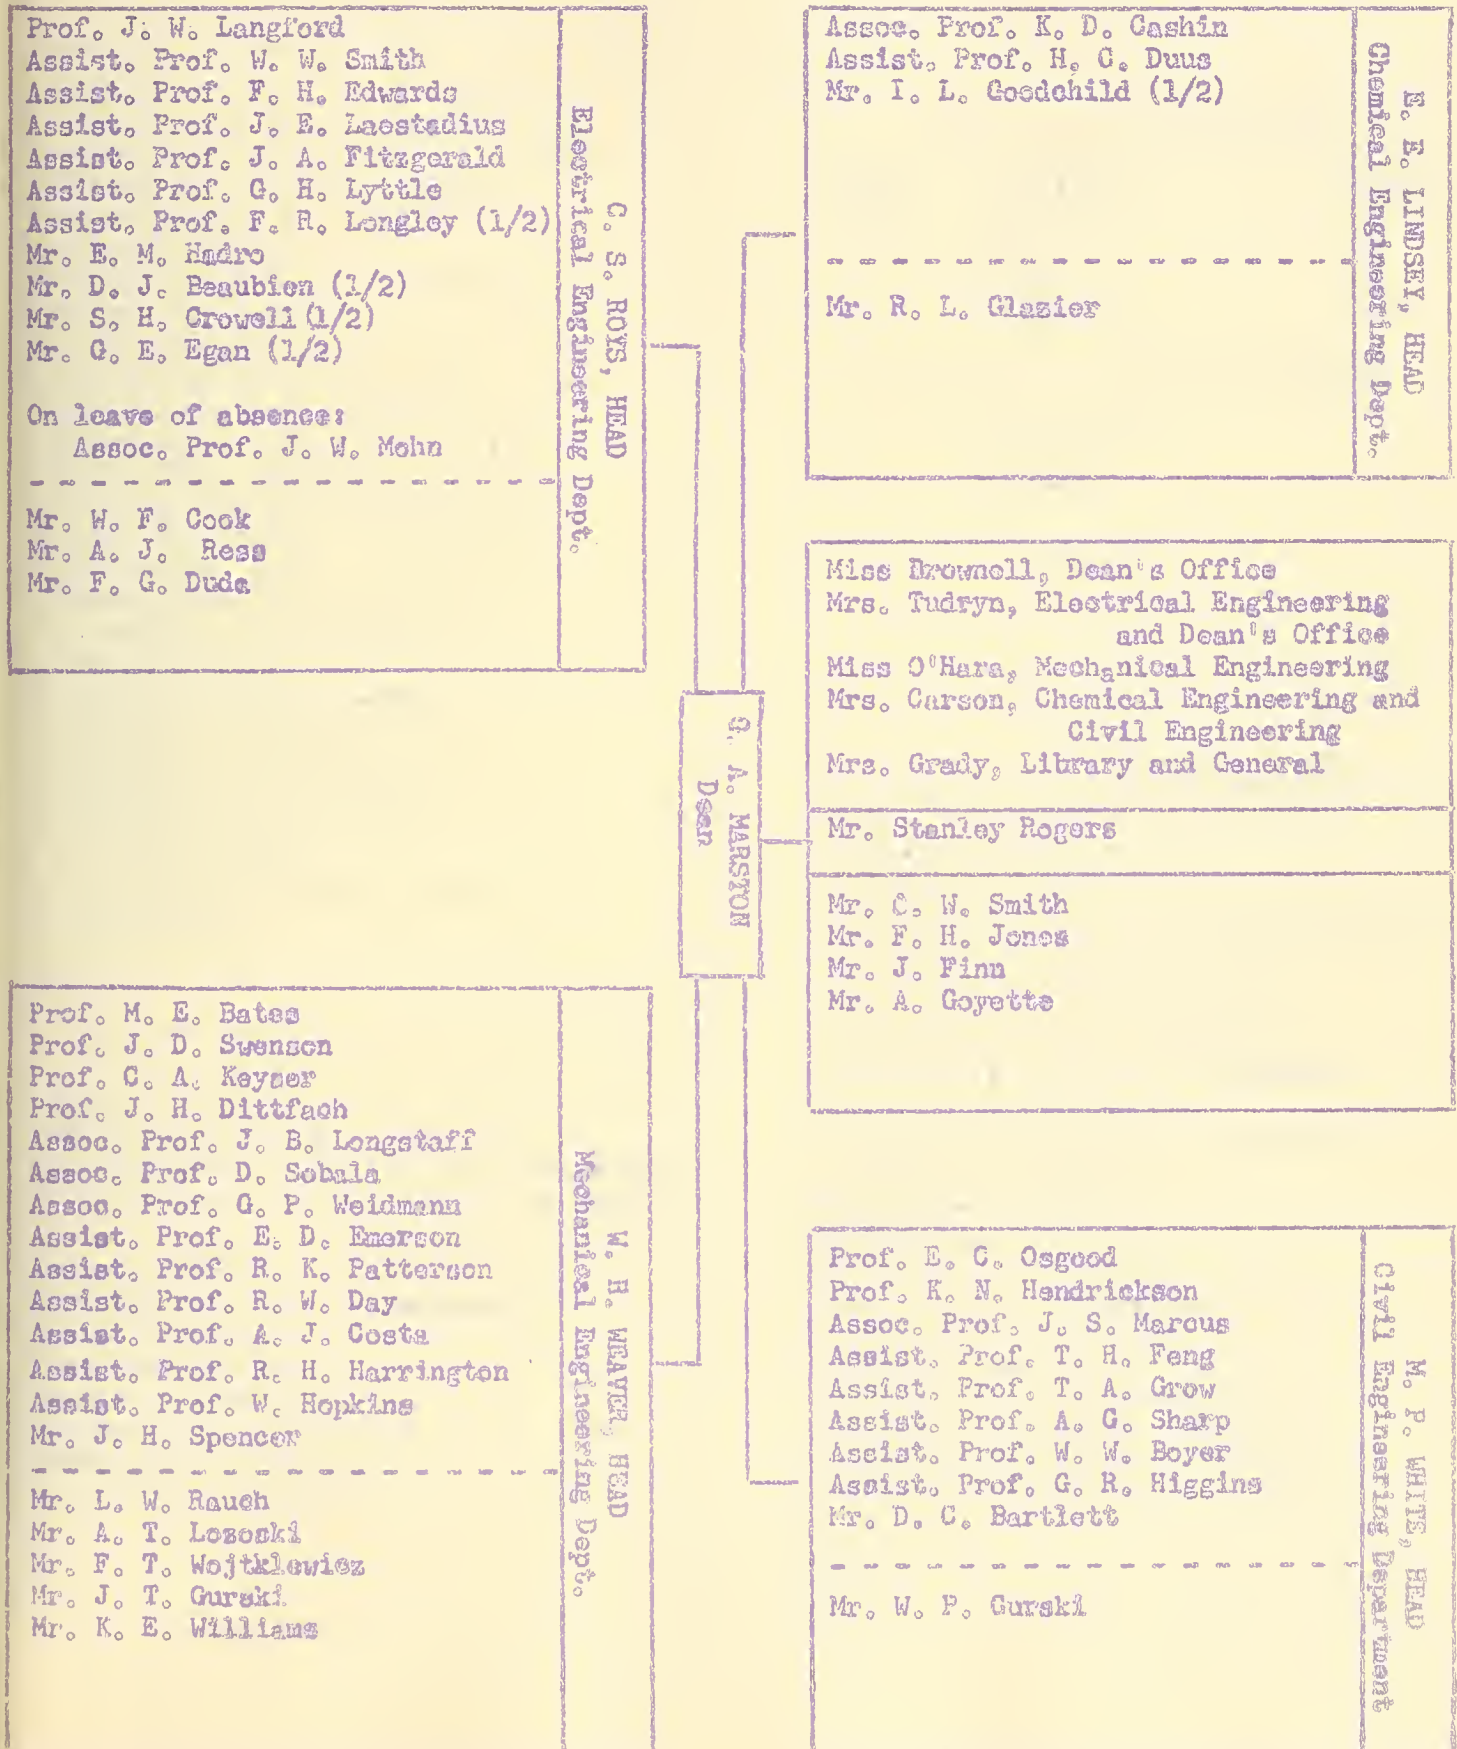 Prof. J. W. Langford
Assist. Prof. W. W. Smith
Assist. Prof. F. H. Edwards
Assist. Prof. J. E. Laestadius
Assist. Prof. J. A. Fitzgerald
Assist. Prof. G. H. Lyttle
Assist. Prof. F. R. Longley (1/2)
Mr. E. M. Hadro
Mr. D. J. Beaubien (1/2)
Mr. S. H. Crowell (1/2)
Mr. G. E. Egan (1/2)
On leave of absence:
Assoc. Prof. J. W. Mohn
Mr. W. F. Cook
Mr. A. J. Ress
Mr. F. G. Duda
C. S. ROYS, HEAD
Electrical Engineering Dept.
Assoc. Prof. K. D. Cashin
Assist. Prof. H. C. Duus
Mr. I. L. Goodchild (1/2)
Mr. R. L. Glazier
E. E. LINDSEY, HEAD
Chemical Engineering Dept.
Miss Brownell, Dean's Office
Mrs. Tudryn, Electrical Engineering
and Dean's Office
Miss O'Hara, Mechanical Engineering
Mrs. Carson, Chemical Engineering and
Civil Engineering
Mrs. Grady, Library and General
Mr. Stanley Rogers
Mr. C. W. Smith
Mr. F. H. Jones
Mr. J. Finn
Mr. A. Goyette
G. A. MARSTON
Dean
Prof. M. E. Bates
Prof. J. D. Swenson
Prof. C. A. Keyser
Prof. J. H. Dittfach
Assoc. Prof. J. B. Longstaff
Assoc. Prof. D. Sobala
Assoc. Prof. G. P. Weidmann
Assist. Prof. E. D. Emerson
Assist. Prof. R. K. Patterson
Assist. Prof. R. W. Day
Assist. Prof. A. J. Costa
Assist. Prof. R. H. Harrington
Assist. Prof. W. Hopkins
Mr. J. H. Spencer
Mr. L. W. Rauch
Mr. A. T. Lozoski
Mr. F. T. Wojtklewicz
Mr. J. T. Gurski
Mr. K. E. Williams
W. H. WEAVER, HEAD
Mechanical Engineering Dept.
Prof. E. C. Osgood
Prof. K. N. Hendrickson
Assoc. Prof. J. S. Marcus
Assist. Prof. T. H. Feng
Assist. Prof. T. A. Grow
Assist. Prof. A. G. Sharp
Assist. Prof. W. W. Boyer
Assist. Prof. G. R. Higgins
Mr. D. C. Bartlett
Mr. W. P. Gurski
M. P. WHITE, HEAD
Civil Engineering Department